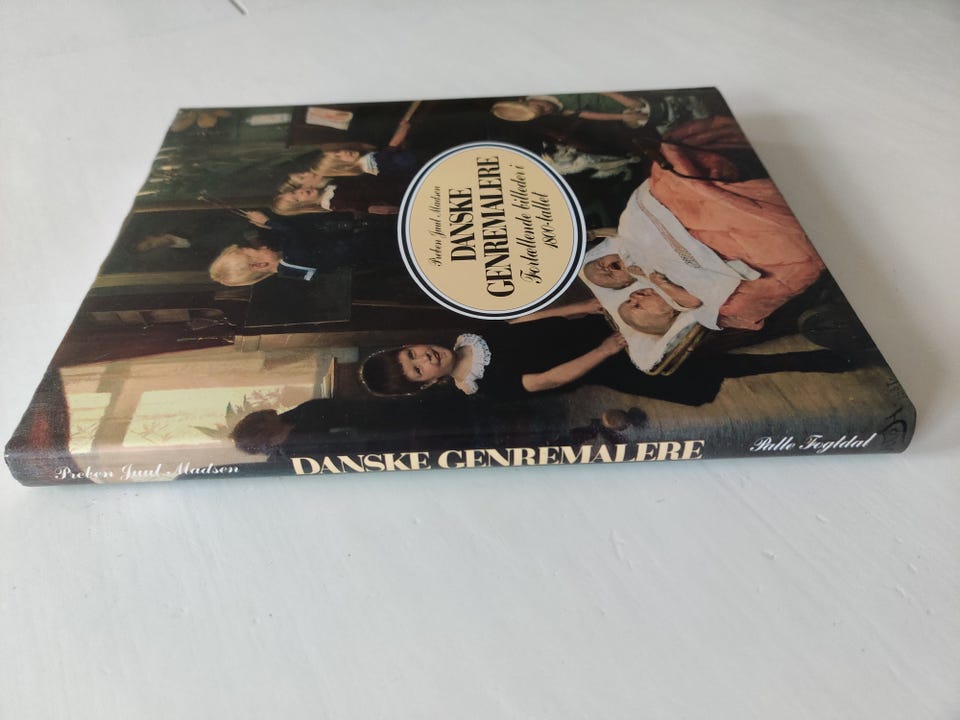 Preben Juul Madsen
DANSKE
GENREMALERE
Fortællende billeder i
1800-tallet
Preben Juul Madsen
DANSKE GENREMALERE
Palle Fogtdal